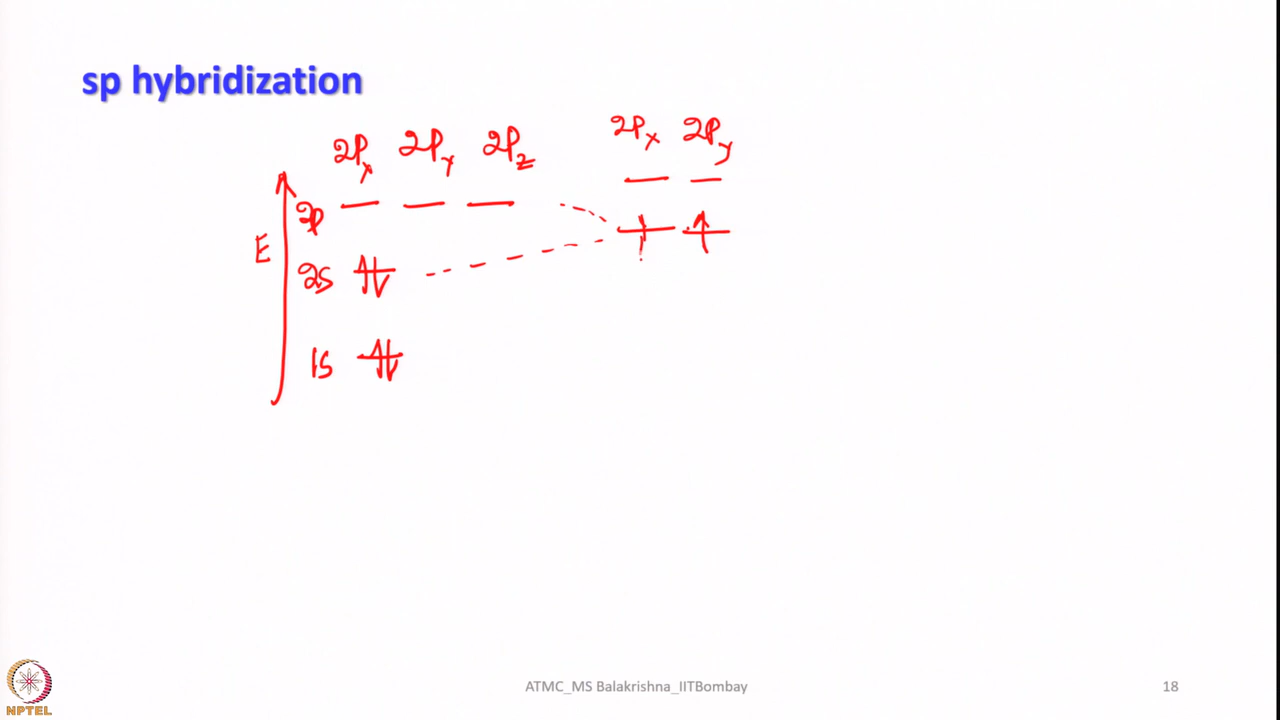 sp hybridization
2Px 2Py 2Pz 2Px 2Py
2p
E
2s
1s
ATMC_MS Balakrishna_IITBombay 18
NPTEL